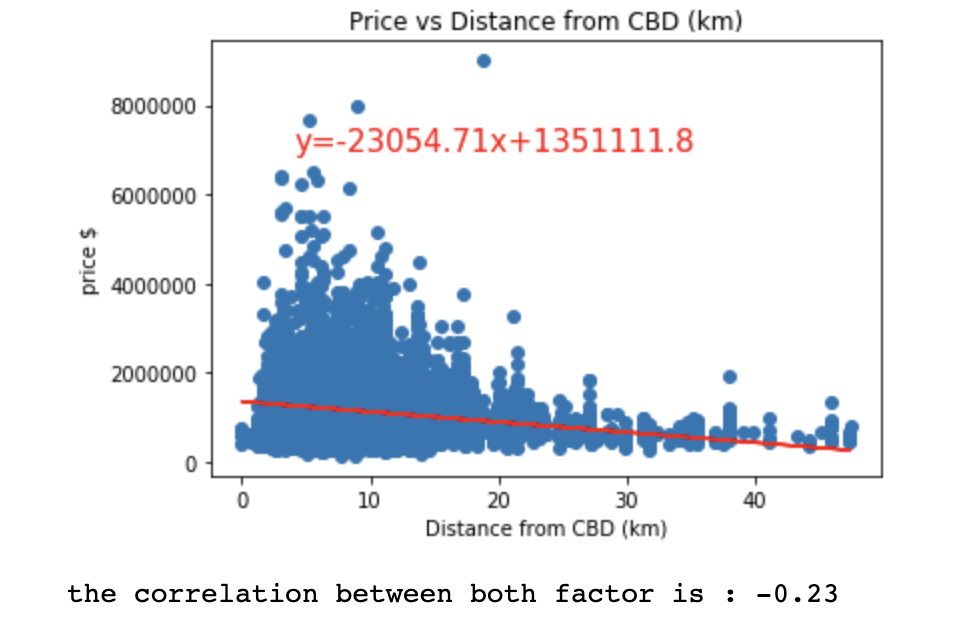 Price vs Distance from CBD (km)
8000000
y=-23054.71x+1351111.8
6000000
price $
4000000
2000000
0
0 10 20 30 40
Distance from CBD (km)
the correlation between both factor is : -0.23